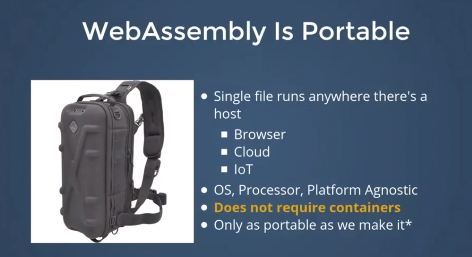 WebAssembly Is Portable
● Single file runs anywhere there's a
host
■ Browser
■ Cloud
■ IoT
● OS, Processor, Platform Agnostic
● Does not require containers
● Only as portable as we make it*